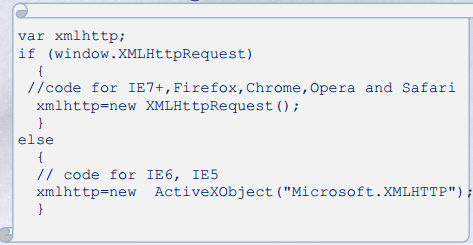 var xmlhttp;
if (window.XMLHttpRequest)
{
//code for IE7+,Firefox,Chrome,Opera and Safari
xmlhttp=new XMLHttpRequest();
}
else
{
// code for IE6, IE5
xmlhttp=new  ActiveXObject("Microsoft.XMLHTTP");
}